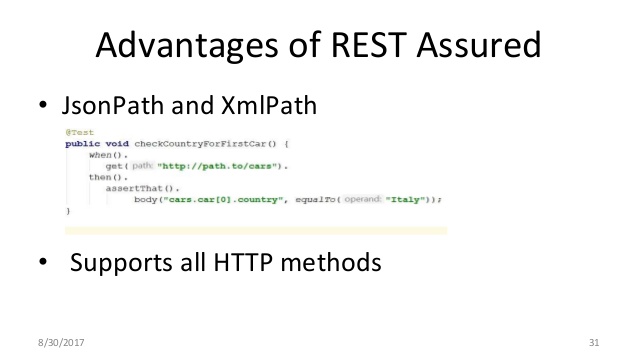 Advantages of REST Assured
• JsonPath and XmlPath
@Test
public void checkCountryForFirstCar() {
when().
get( path: "http://path.to/cars").
then().
assertThat().
body("cars.car[0].country", equalTo( operand: "Italy"));
}
• Supports all HTTP methods
8/30/2017
31